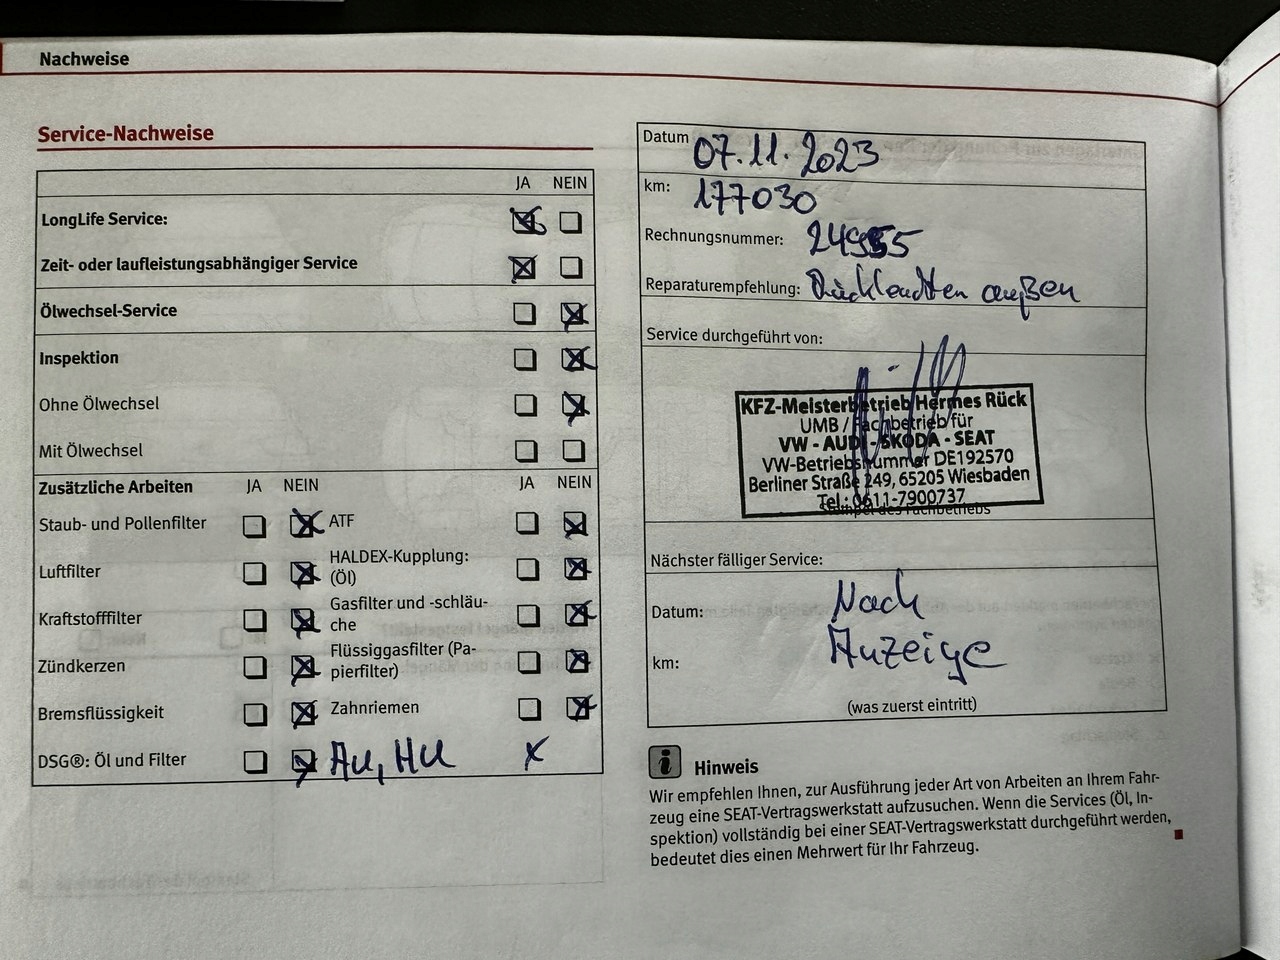 Nachweise
Service-Nachweise
JA NEIN
LongLife Service:
Zeit- oder laufleistungsabhängiger Service
Ölwechsel-Service
Inspektion
Ohne Ölwechsel
Mit Ölwechsel
Zusätzliche Arbeiten JA NEIN JA NEIN
Staub- und Pollenfilter ATF
Luftfilter HALDEX-Kupplung:
(Öl)
Kraftstofffilter Gasfilter und -schläu-
che
Zündkerzen Flüssiggasfilter (Pa-
pierfilter)
Bremsflüssigkeit Zahnriemen
DSG®: Öl und Filter AU, HU X
Datum 07.11.2023
km: 177030
Rechnungsnummer:
Reparaturempfehlung: außen
Service durchgeführt von:
KFZ-Meisterbetrieb Hermes Rück
UMB / Fachbetrieb für
VW - AUDI - SKODA - SEAT
VW-Betriebsnummer DE192570
Berliner Straße 249, 65205 Wiesbaden
Tel.: 0611-7900737
Stempel des Fachbetriebs
Nächster fälliger Service:
Datum: Nach
km: Anzeige
(was zuerst eintritt)
Hinweis
Wir empfehlen Ihnen, zur Ausführung jeder Art von Arbeiten an Ihrem Fahr-
zeug eine SEAT-Vertragswerkstatt aufzusuchen. Wenn die Services (Öl, In-
spektion) vollständig bei einer SEAT-Vertragswerkstatt durchgeführt werden,
bedeutet dies einen Mehrwert für Ihr Fahrzeug.